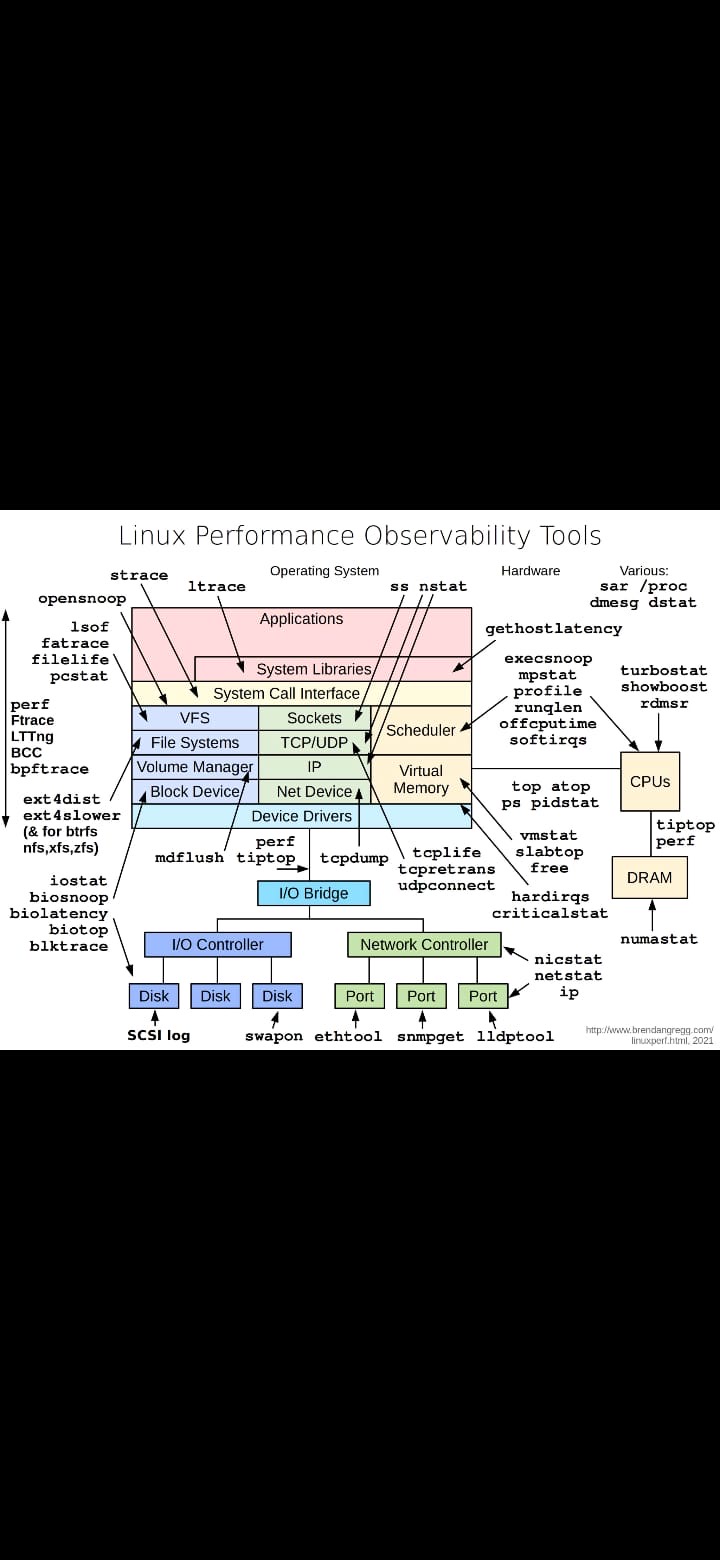 Linux Performance Observability Tools
Operating System
Hardware
Various:
sar /proc
dmesg dstat
strace
ltrace
ss nstat
opensnoop
gethostlatency
lsof
fatrace
filelife
pcstat
perf
Ftrace
LTTng
BCC
bpftrace
ext4dist
ext4slower
(& for btrfs
nfs,xfs,zfs)
iostat
biosnoop
biolatency
biotop
blktrace
Applications
System Libraries
System Call Interface
VFS
Sockets
Scheduler
File Systems
TCP/UDP
Volume Manager
IP
Virtual
Memory
Block Device
Net Device
Device Drivers
execsnoop
mpstat
profile
runqlen
offcputime
softirqs
turbostat
showboost
rdmsr
CPUs
top atop
ps pidstat
tiptop
perf
vmstat
slabtop
free
DRAM
hardirqs
criticalstat
numastat
mdflush
perf
tiptop
tcpdump
tcplife
tcpretrans
udpconnect
I/O Bridge
I/O Controller
Network Controller
nicstat
netstat
ip
Disk
Disk
Disk
Port
Port
Port
SCSI log
swapon
ethtool
snmpget
lldptool
http://www.brendangregg.com/
linuxperf.html, 2021